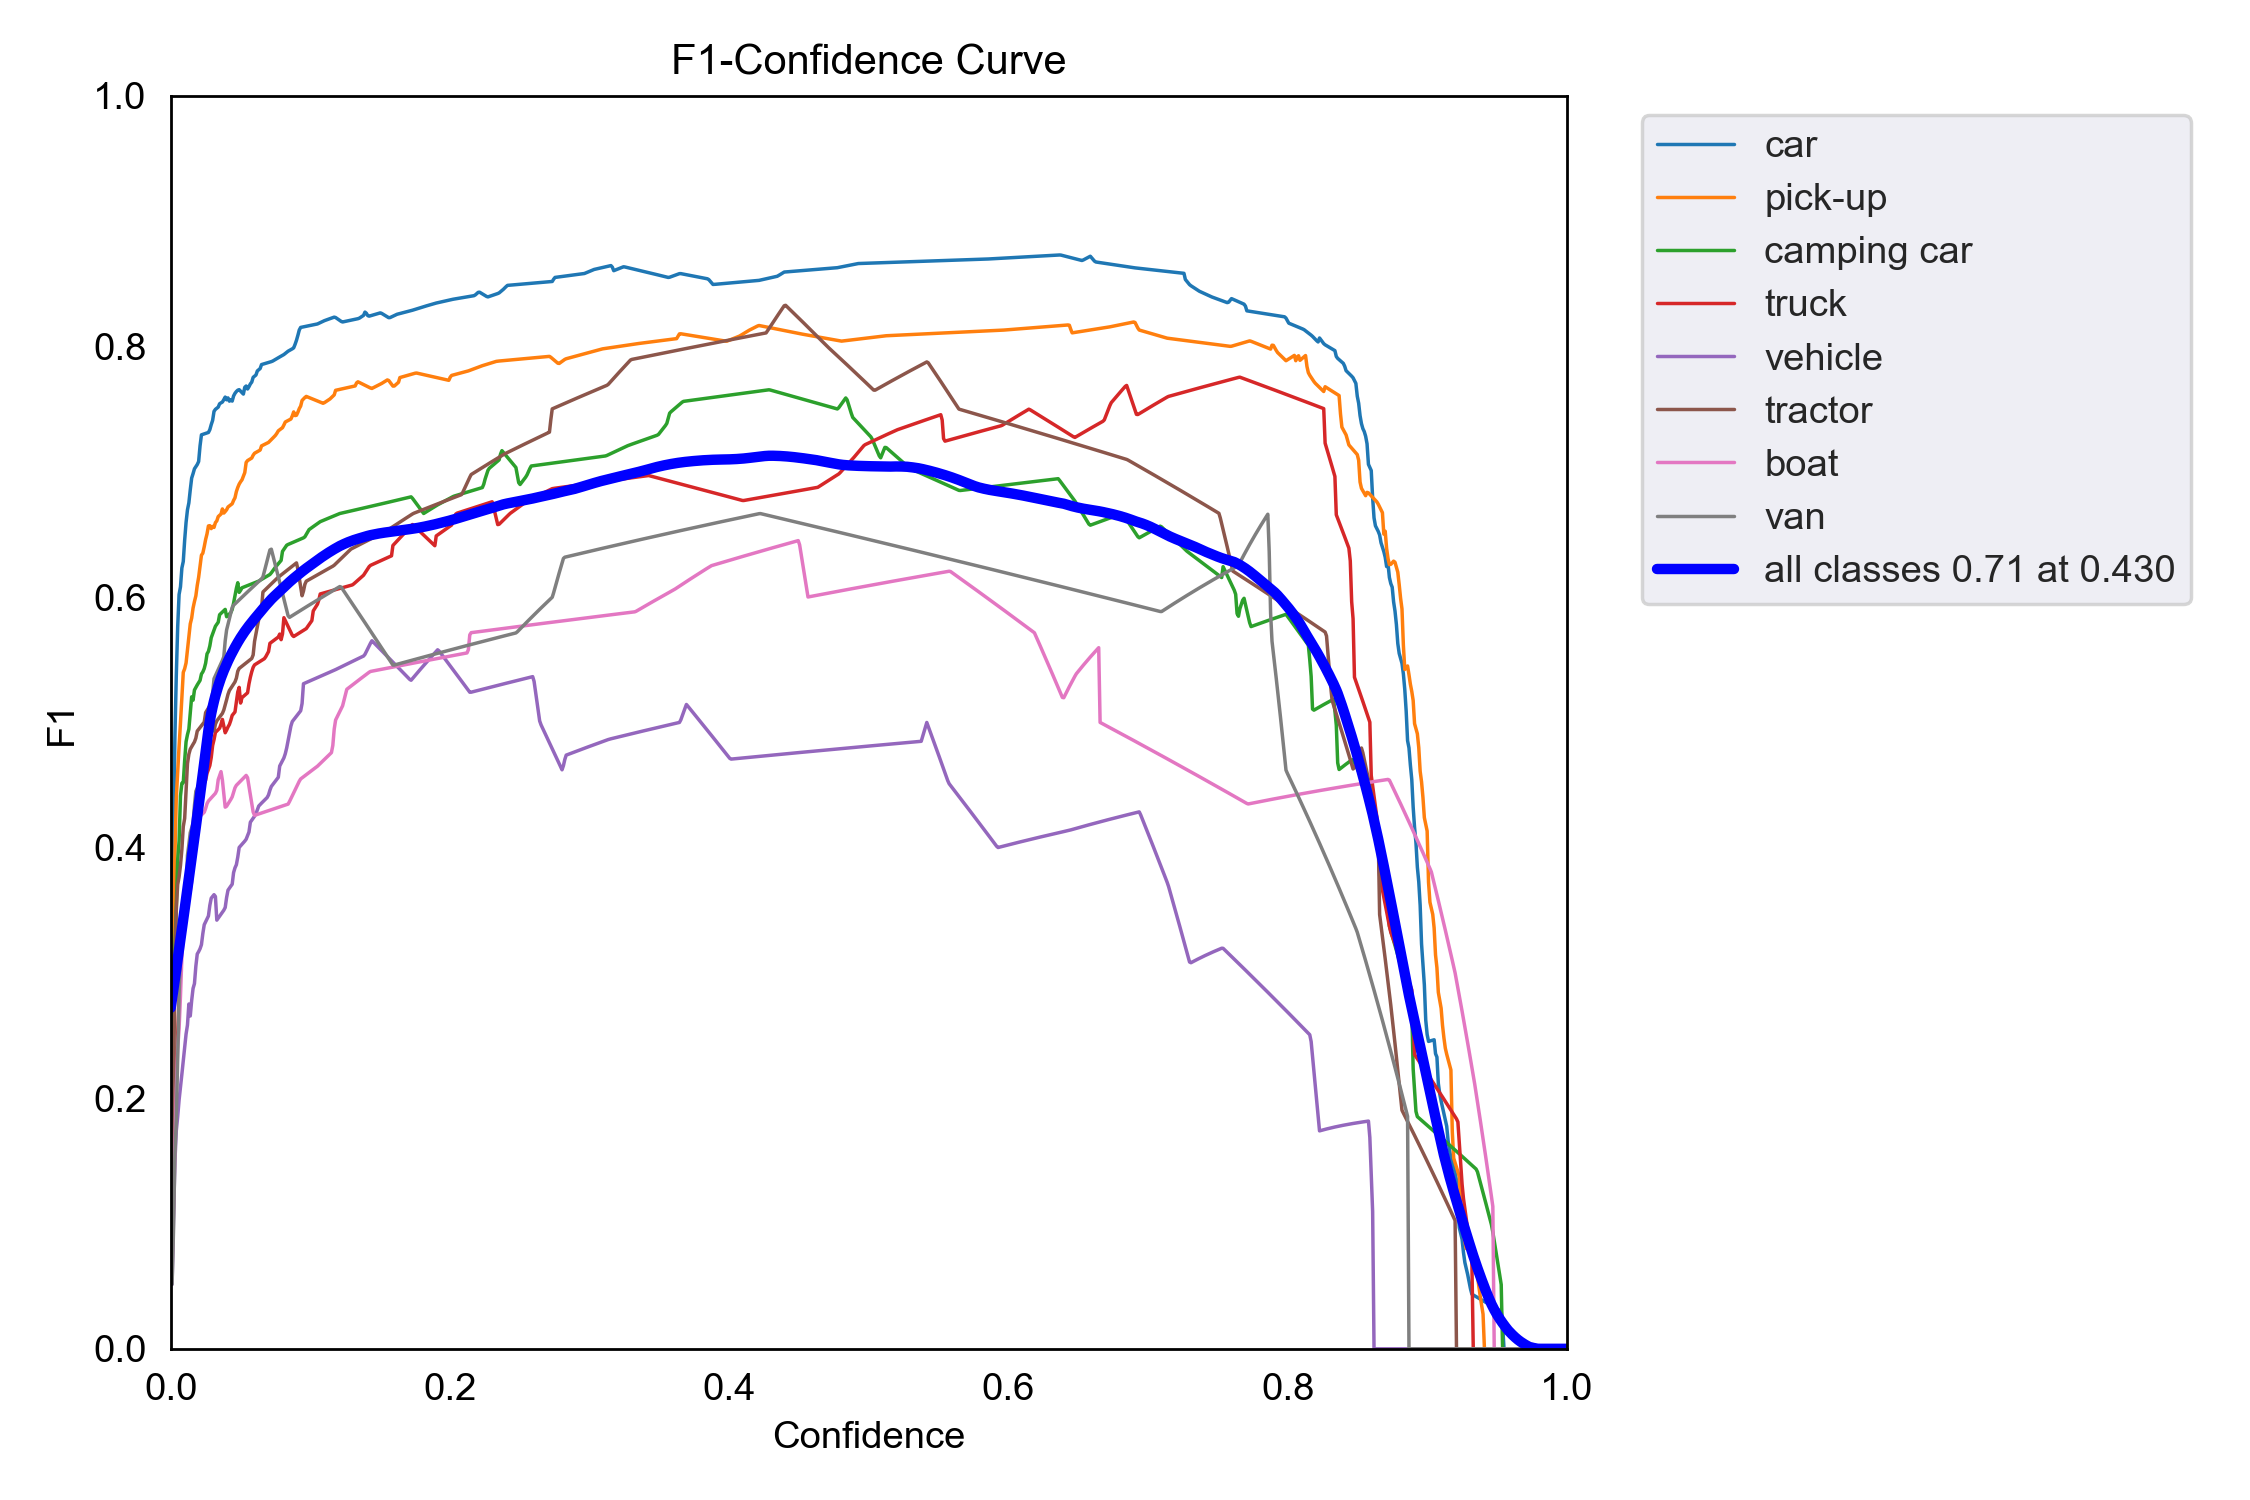 F1-Confidence Curve
1.0
0.8
0.6
0.4
0.2
0.0
F1
0.0 0.2 0.4 0.6 0.8 1.0
Confidence
car
pick-up
camping car
truck
vehicle
tractor
boat
van
all classes 0.71 at 0.430